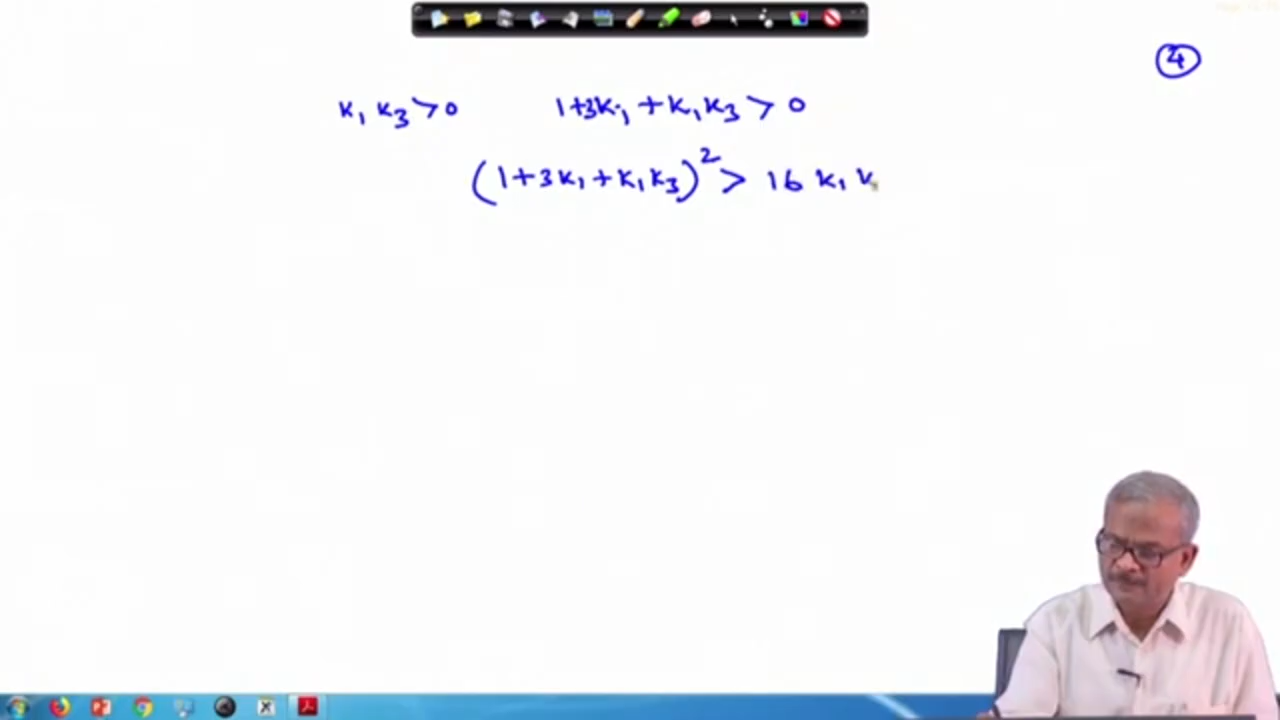 4
K₁ K₃ > 0 1+3K₁ + K₁K₃ > 0
(1+3K₁ + K₁K₃)² > 16 K₁ K